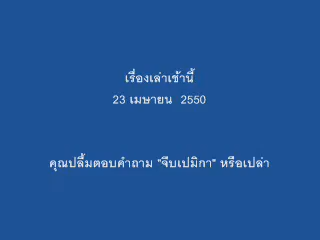 เรื่องเล่าเช้านี้
23 เมษายน 2550
คุณปลื้มตอบคำถาม "จีบเปมิกา" หรือเปล่า